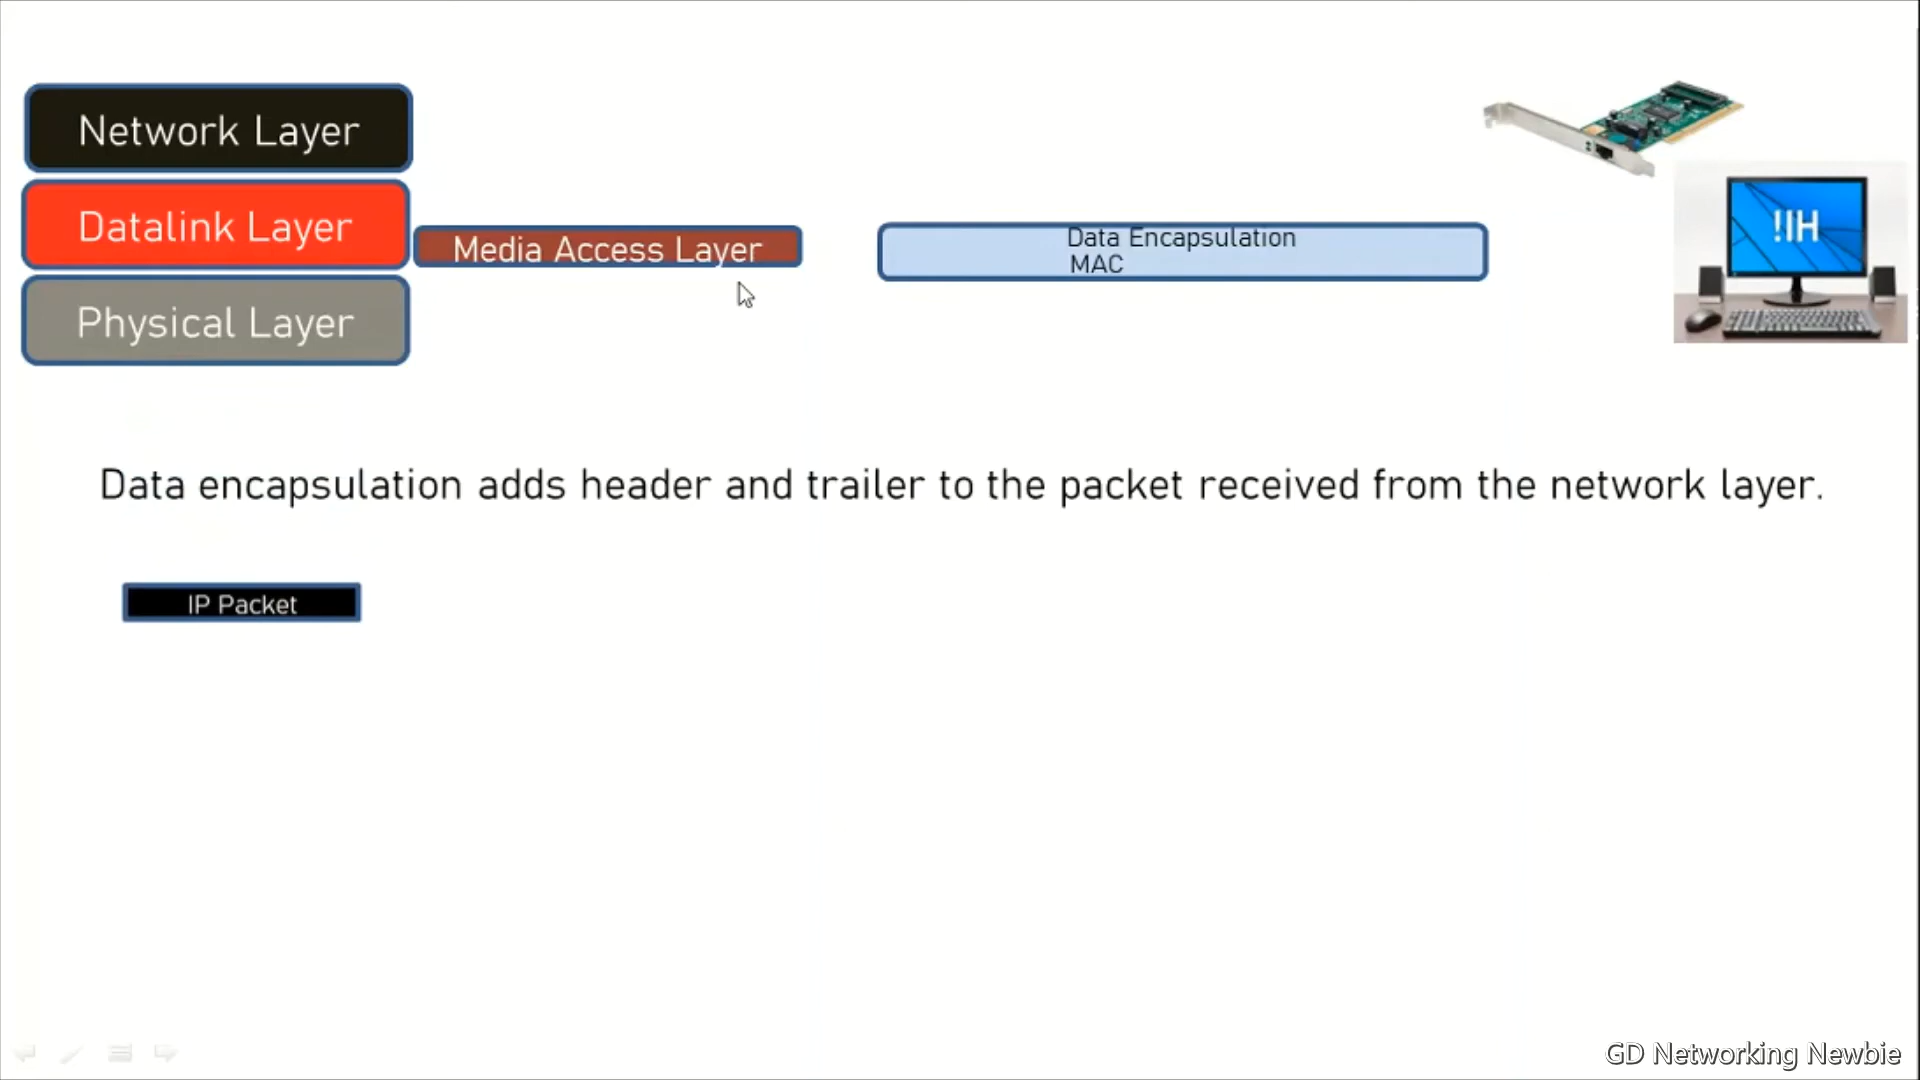 Network Layer
Datalink Layer
Media Access Layer
Data Encapsulation
MAC
!IH
Physical Layer
Data encapsulation adds header and trailer to the packet received from the network layer.
IP Packet
GD Networking Newbie